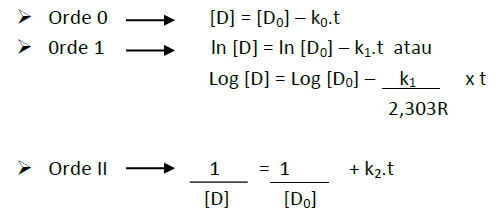 ➢ Orde 0 → [D] = [D₀] – k₀.t
➢ 0rde 1 → ln [D] = ln [D₀] – k₁.t atau
Log [D] = Log [D₀] – k₁ x t
2,303R
➢ Orde II → 1 = 1 + k₂.t
[D] [D₀]